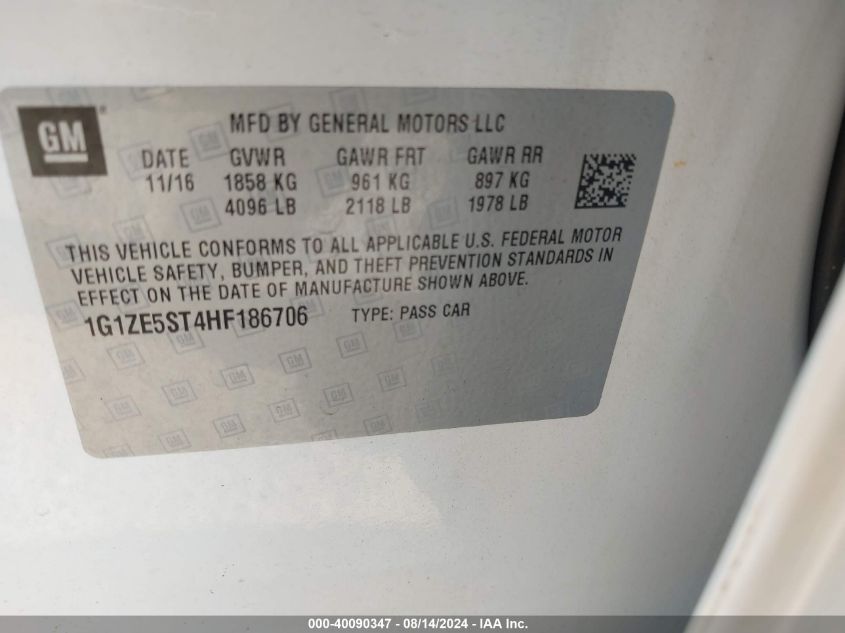 GM
MFD BY GENERAL MOTORS LLC
DATE GVWR GAWR FRT GAWR RR
11/16 1858 KG 961 KG 897 KG
4096 LB 2118 LB 1978 LB
THIS VEHICLE CONFORMS TO ALL APPLICABLE U.S. FEDERAL MOTOR
VEHICLE SAFETY, BUMPER, AND THEFT PREVENTION STANDARDS IN
EFFECT ON THE DATE OF MANUFACTURE SHOWN ABOVE.
1G1ZE5ST4HF186706 TYPE: PASS CAR
000-40090347 - 08/14/2024 - IAA Inc.